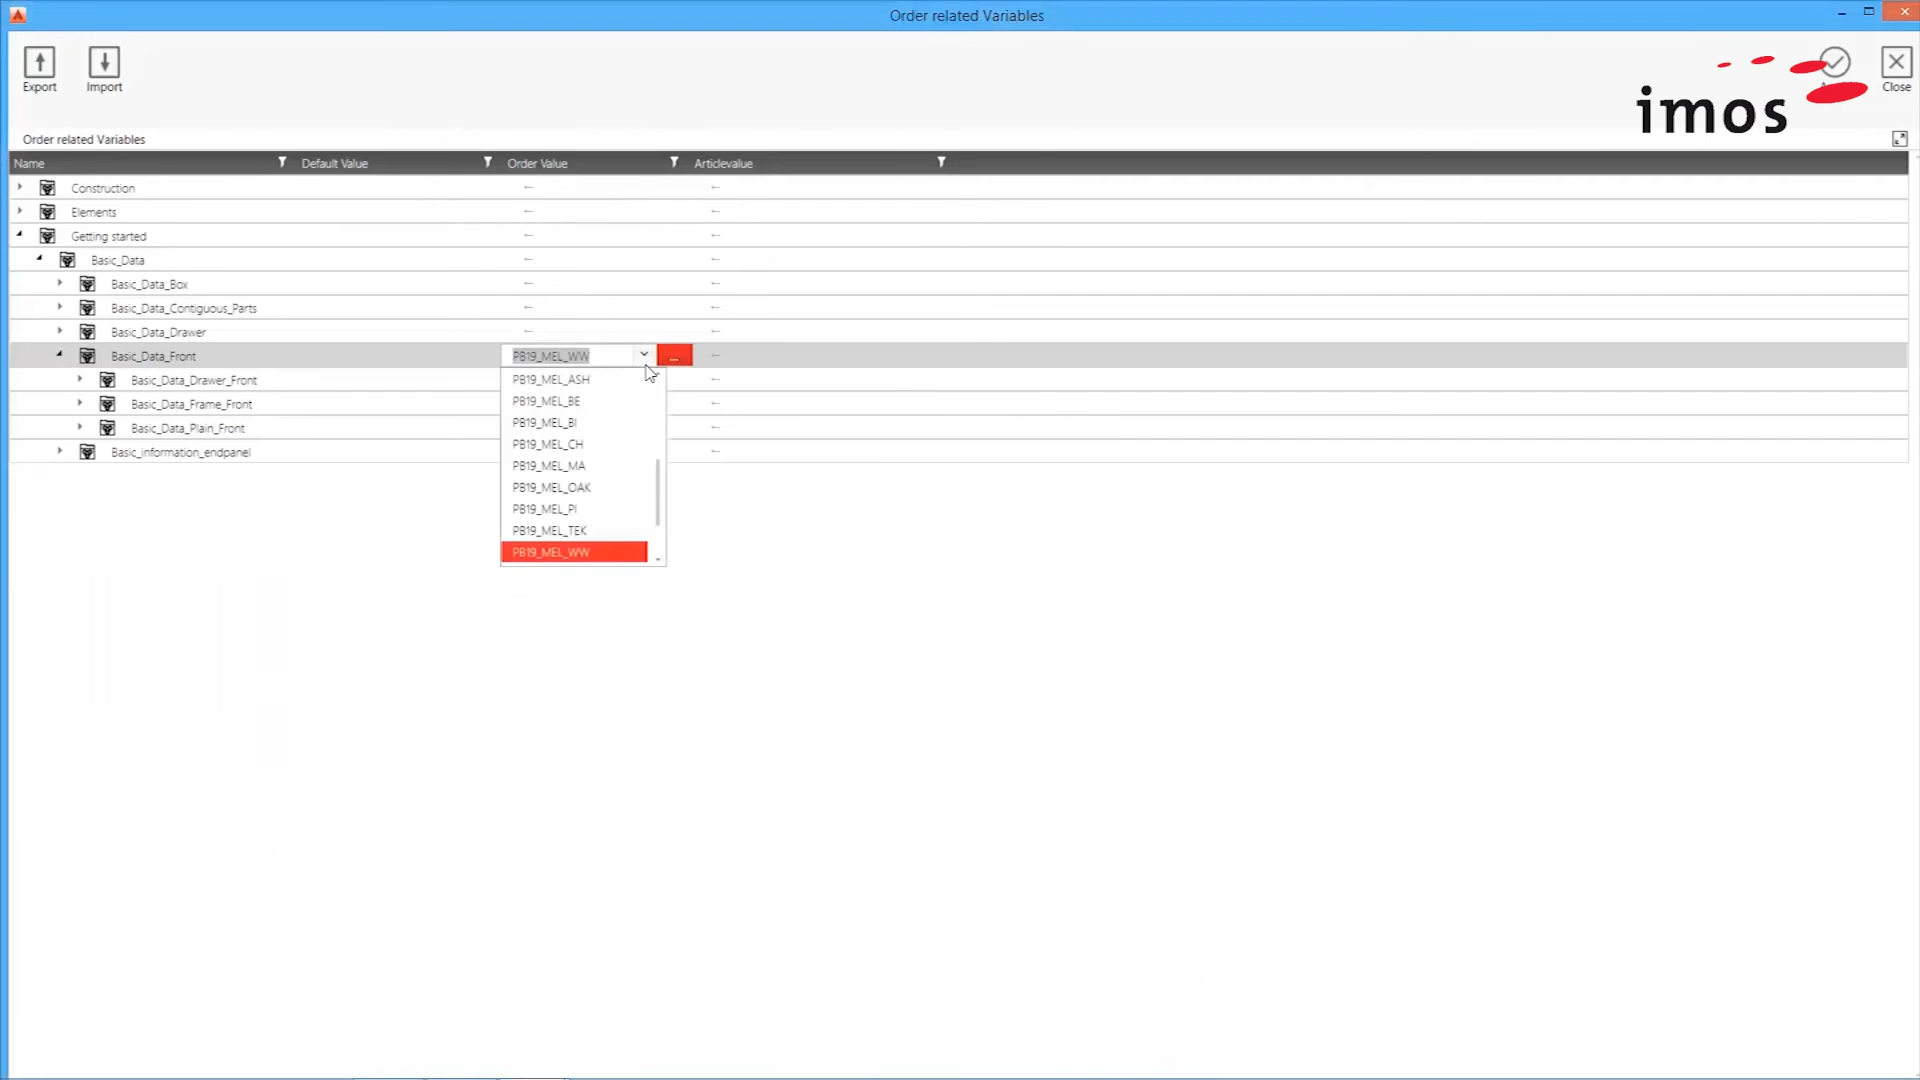 Order related Variables
Export
Import
Close
imos
Order related Variables
Name
Default Value
Order Value
Articlevalue
Construction
Elements
Getting started
Basic_Data
Basic_Data_Box
Basic_Data_Contiguous_Parts
Basic_Data_Drawer
Basic_Data_Front
PB19_MEL_WW
...
Basic_Data_Drawer_Front
Basic_Data_Frame_Front
Basic_Data_Plain_Front
Basic_information_endpanel
PB19_MEL_ASH
PB19_MEL_BE
PB19_MEL_BI
PB19_MEL_CH
PB19_MEL_MA
PB19_MEL_OAK
PB19_MEL_PI
PB19_MEL_TEK
PB19_MEL_WW